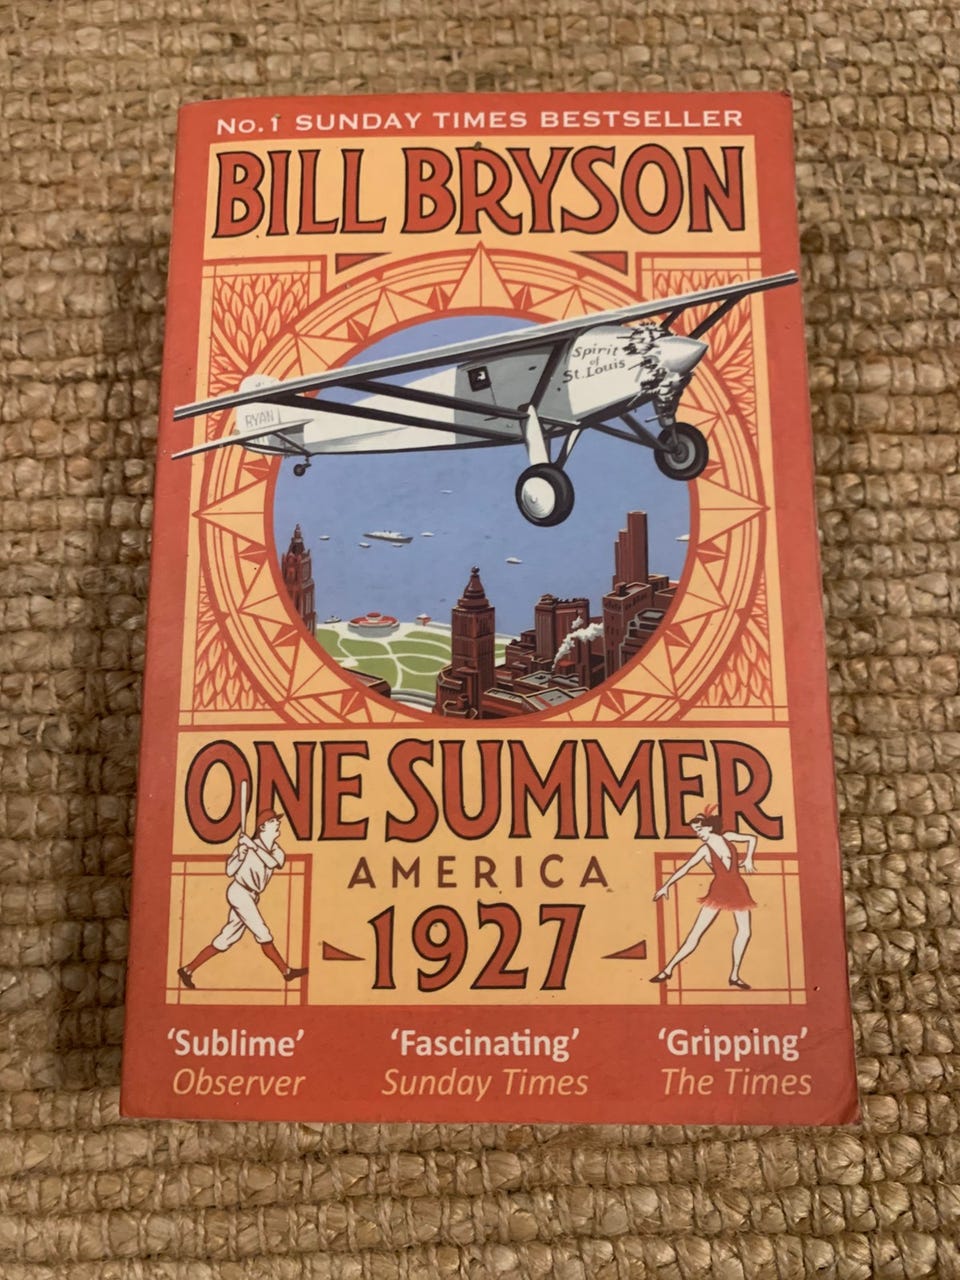 No.1 SUNDAY TIMES BESTSELLER
BILL BRYSON
Spirit
of
St. Louis
RYAN
ONE SUMMER
AMERICA
1927
‘Sublime’
Observer
‘Fascinating’
Sunday Times
‘Gripping’
The Times